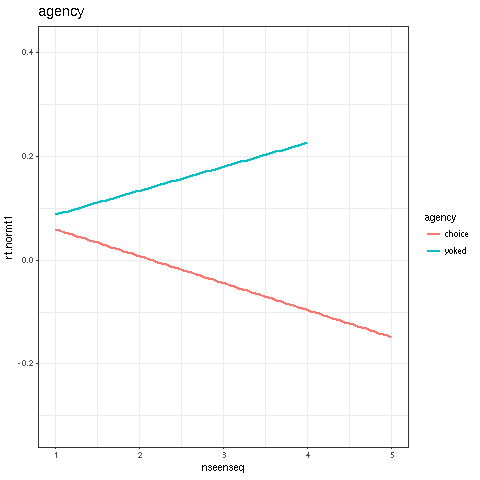 agency
0.4
0.2
0.0
-0.2
rt.normt1
1 2 3 4 5
nseenseq
agency
choice
yoked